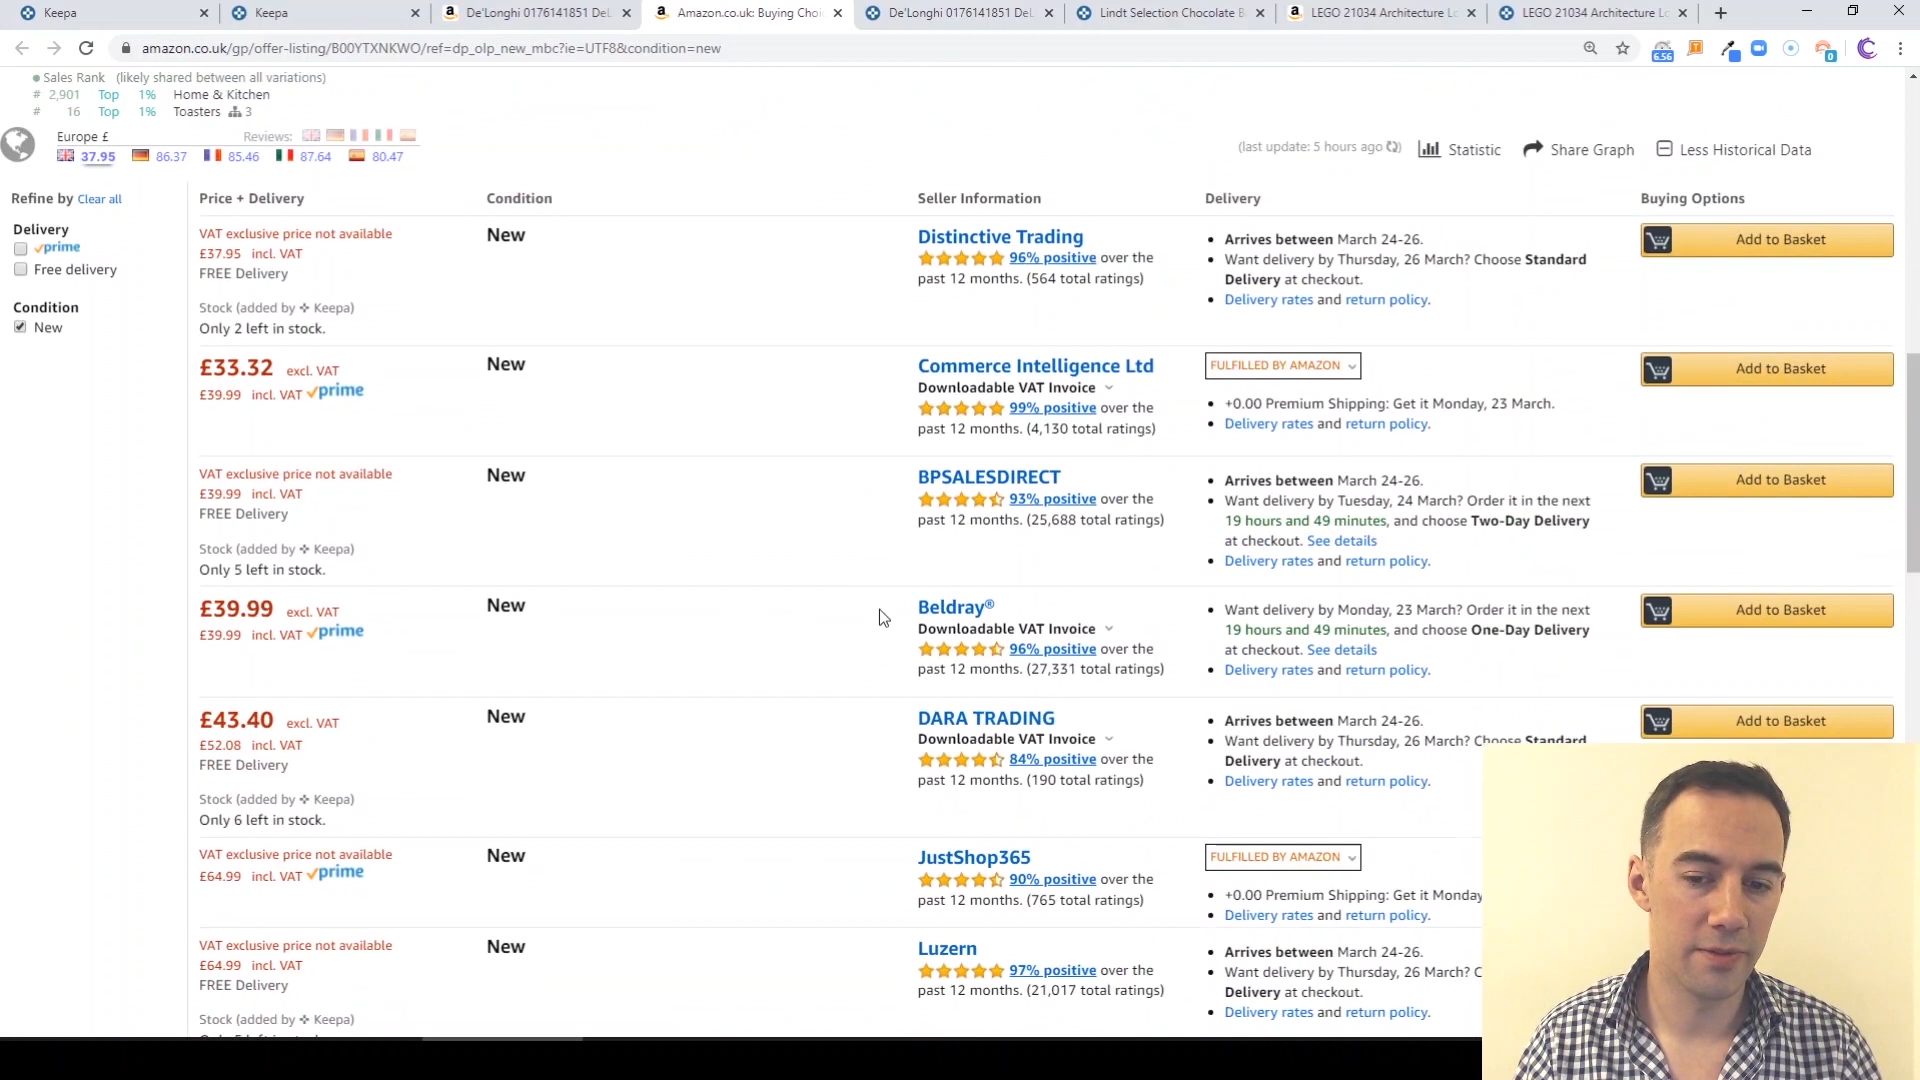 Keepa
Keepa
De'Longhi 0176141851 DeL
Amazon.co.uk: Buying Choi
De'Longhi 0176141851 DeL
Lindt Selection Chocolate B
LEGO 21034 Architecture Lo
LEGO 21034 Architecture Lo
amazon.co.uk/gp/offer-listing/B00YTXNKWO/ref=dp_olp_new_mbc?ie=UTF8&condition=new
6.56
0
Sales Rank (likely shared between all variations)
# 2,901 Top 1% Home & Kitchen
# 16 Top 1% Toasters 3
Europe £
Reviews:
37.95 86.37 85.46 87.64 80.47
(last update: 5 hours ago)
Statistic
Share Graph
Less Historical Data
Refine by Clear all
Delivery
prime
Free delivery
Condition
New
Price + Delivery
Condition
Seller Information
Delivery
Buying Options
VAT exclusive price not available
£37.95 incl. VAT
FREE Delivery
Stock (added by Keepa)
Only 2 left in stock.
New
Distinctive Trading
96% positive over the
past 12 months. (564 total ratings)
Arrives between March 24-26.
Want delivery by Thursday, 26 March? Choose Standard
Delivery at checkout.
Delivery rates and return policy.
Add to Basket
£33.32 excl. VAT
£39.99 incl. VAT prime
New
Commerce Intelligence Ltd
Downloadable VAT Invoice
99% positive over the
past 12 months. (4,130 total ratings)
FULFILLED BY AMAZON
+0.00 Premium Shipping: Get it Monday, 23 March.
Delivery rates and return policy.
Add to Basket
VAT exclusive price not available
£39.99 incl. VAT
FREE Delivery
Stock (added by Keepa)
Only 5 left in stock.
New
BPSALESDIRECT
93% positive over the
past 12 months. (25,688 total ratings)
Arrives between March 24-26.
Want delivery by Tuesday, 24 March? Order it in the next
19 hours and 49 minutes, and choose Two-Day Delivery
at checkout. See details
Delivery rates and return policy.
Add to Basket
£39.99 excl. VAT
£39.99 incl. VAT prime
New
Beldray®
Downloadable VAT Invoice
96% positive over the
past 12 months. (27,331 total ratings)
Want delivery by Monday, 23 March? Order it in the next
19 hours and 49 minutes, and choose One-Day Delivery
at checkout. See details
Delivery rates and return policy.
Add to Basket
£43.40 excl. VAT
£52.08 incl. VAT
FREE Delivery
Stock (added by Keepa)
Only 6 left in stock.
New
DARA TRADING
Downloadable VAT Invoice
84% positive over the
past 12 months. (190 total ratings)
Arrives between March 24-26.
Want delivery by Thursday, 26 March? Choose Standard
Delivery at checkout.
Delivery rates and return policy.
Add to Basket
VAT exclusive price not available
£64.99 incl. VAT prime
New
JustShop365
90% positive over the
past 12 months. (765 total ratings)
FULFILLED BY AMAZON
+0.00 Premium Shipping: Get it Monday
Delivery rates and return policy.
VAT exclusive price not available
£64.99 incl. VAT
FREE Delivery
Stock (added by Keepa)
New
Luzern
97% positive over the
past 12 months. (21,017 total ratings)
Arrives between March 24-26.
Want delivery by Thursday, 26 March? C
Delivery at checkout.
Delivery rates and return policy.